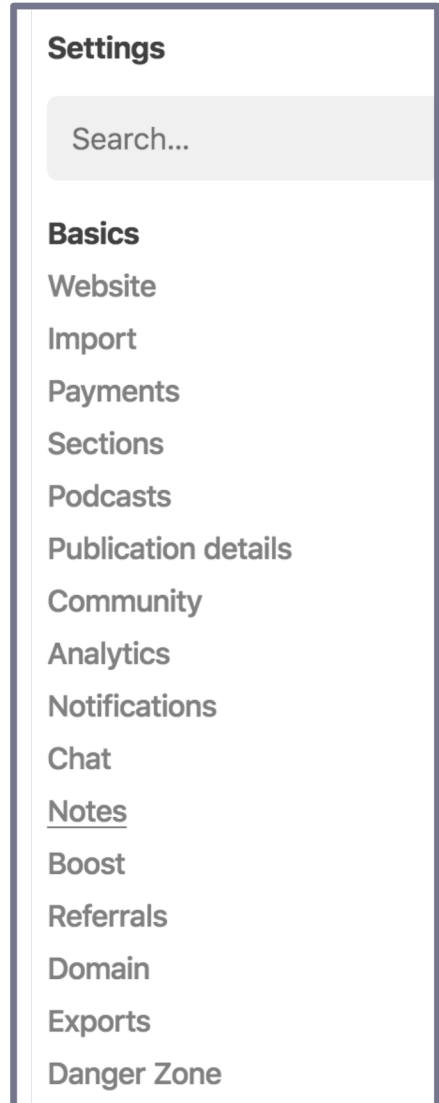 Settings
Search...
Basics
Website
Import
Payments
Sections
Podcasts
Publication details
Community
Analytics
Notifications
Chat
Notes
Boost
Referrals
Domain
Exports
Danger Zone